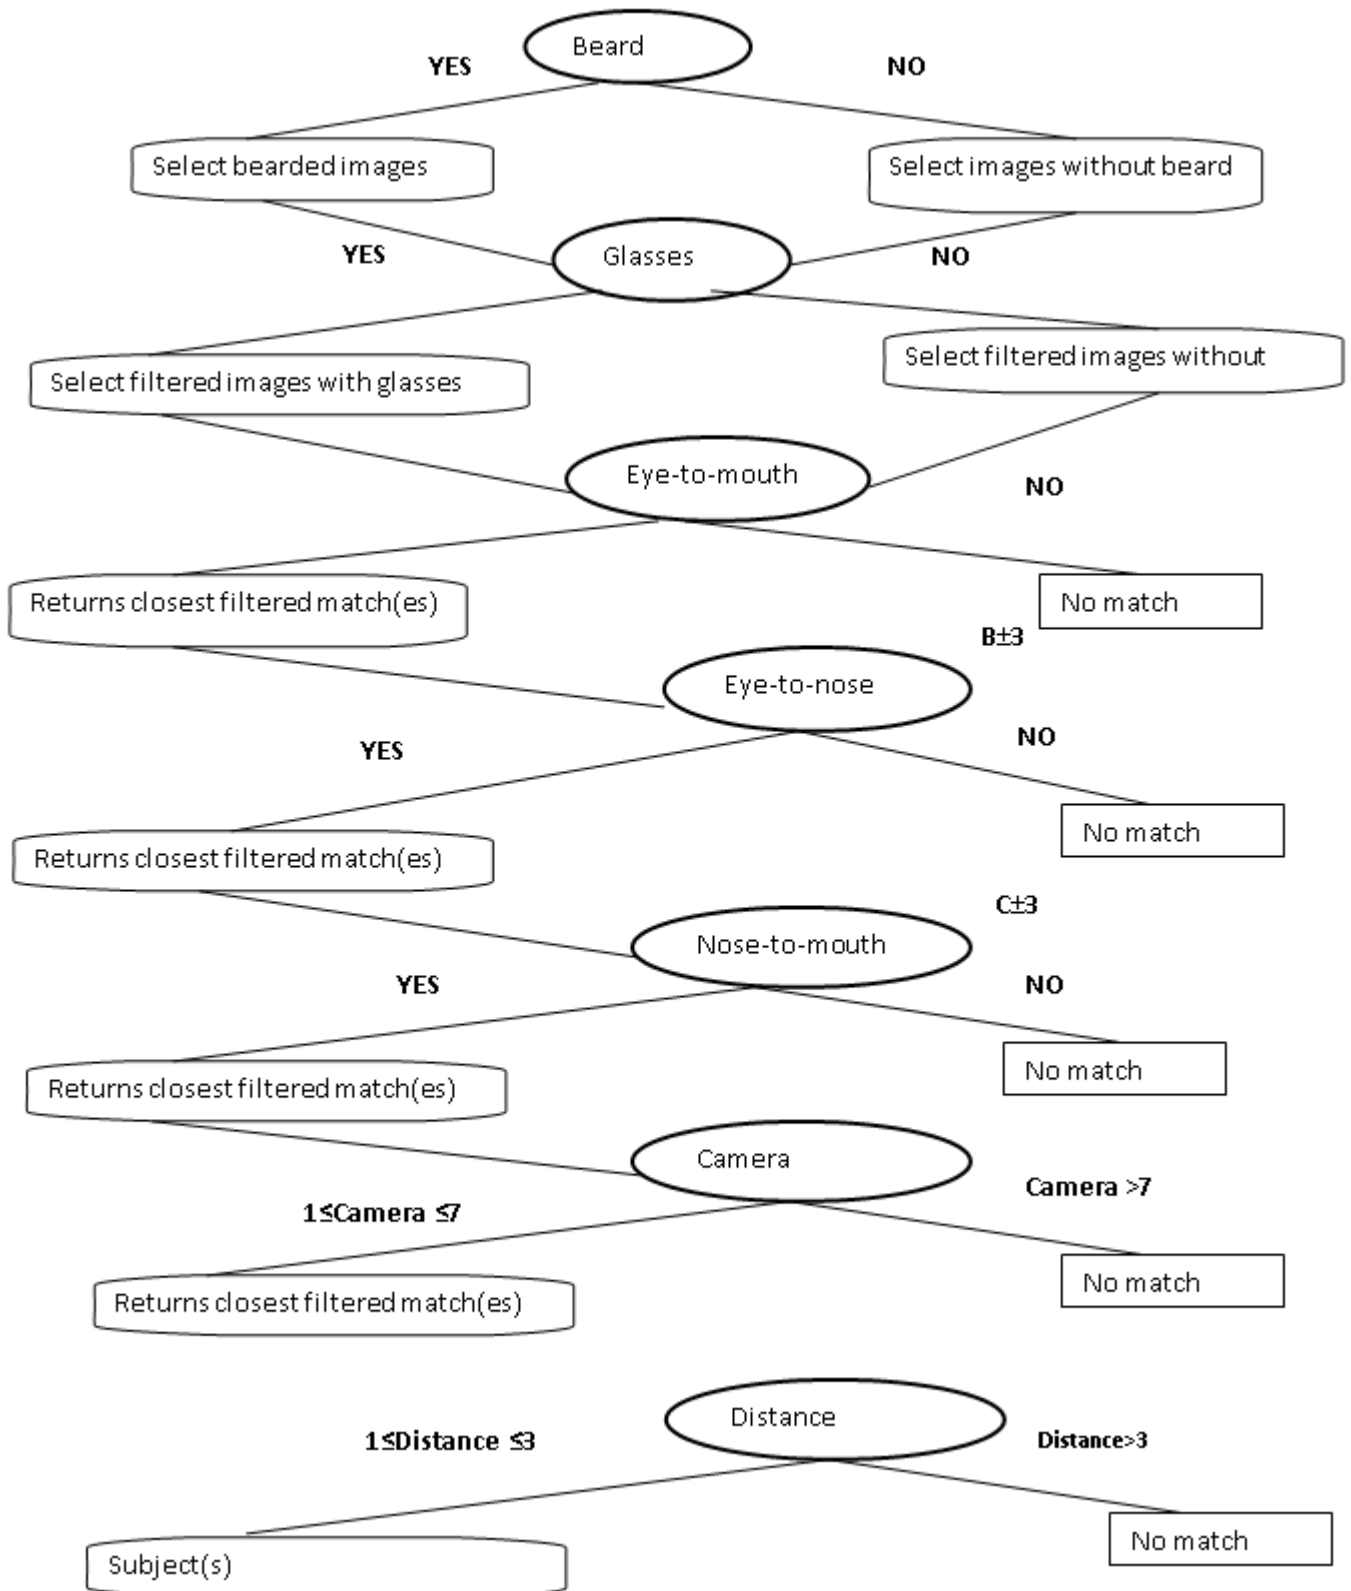 Beard
YES
NO
Select bearded images
Select images without beard
YES
Glasses
NO
Select filtered images with glasses
Select filtered images without
Eye-to-mouth
NO
Returns closest filtered match(es)
No match
B±3
Eye-to-nose
YES
NO
Returns closest filtered match(es)
No match
C±3
Nose-to-mouth
YES
NO
Returns closest filtered match(es)
No match
Camera
Camera >7
1≤Camera ≤7
Returns closest filtered match(es)
No match
Distance
1≤Distance ≤3
Distance>3
Subject(s)
No match